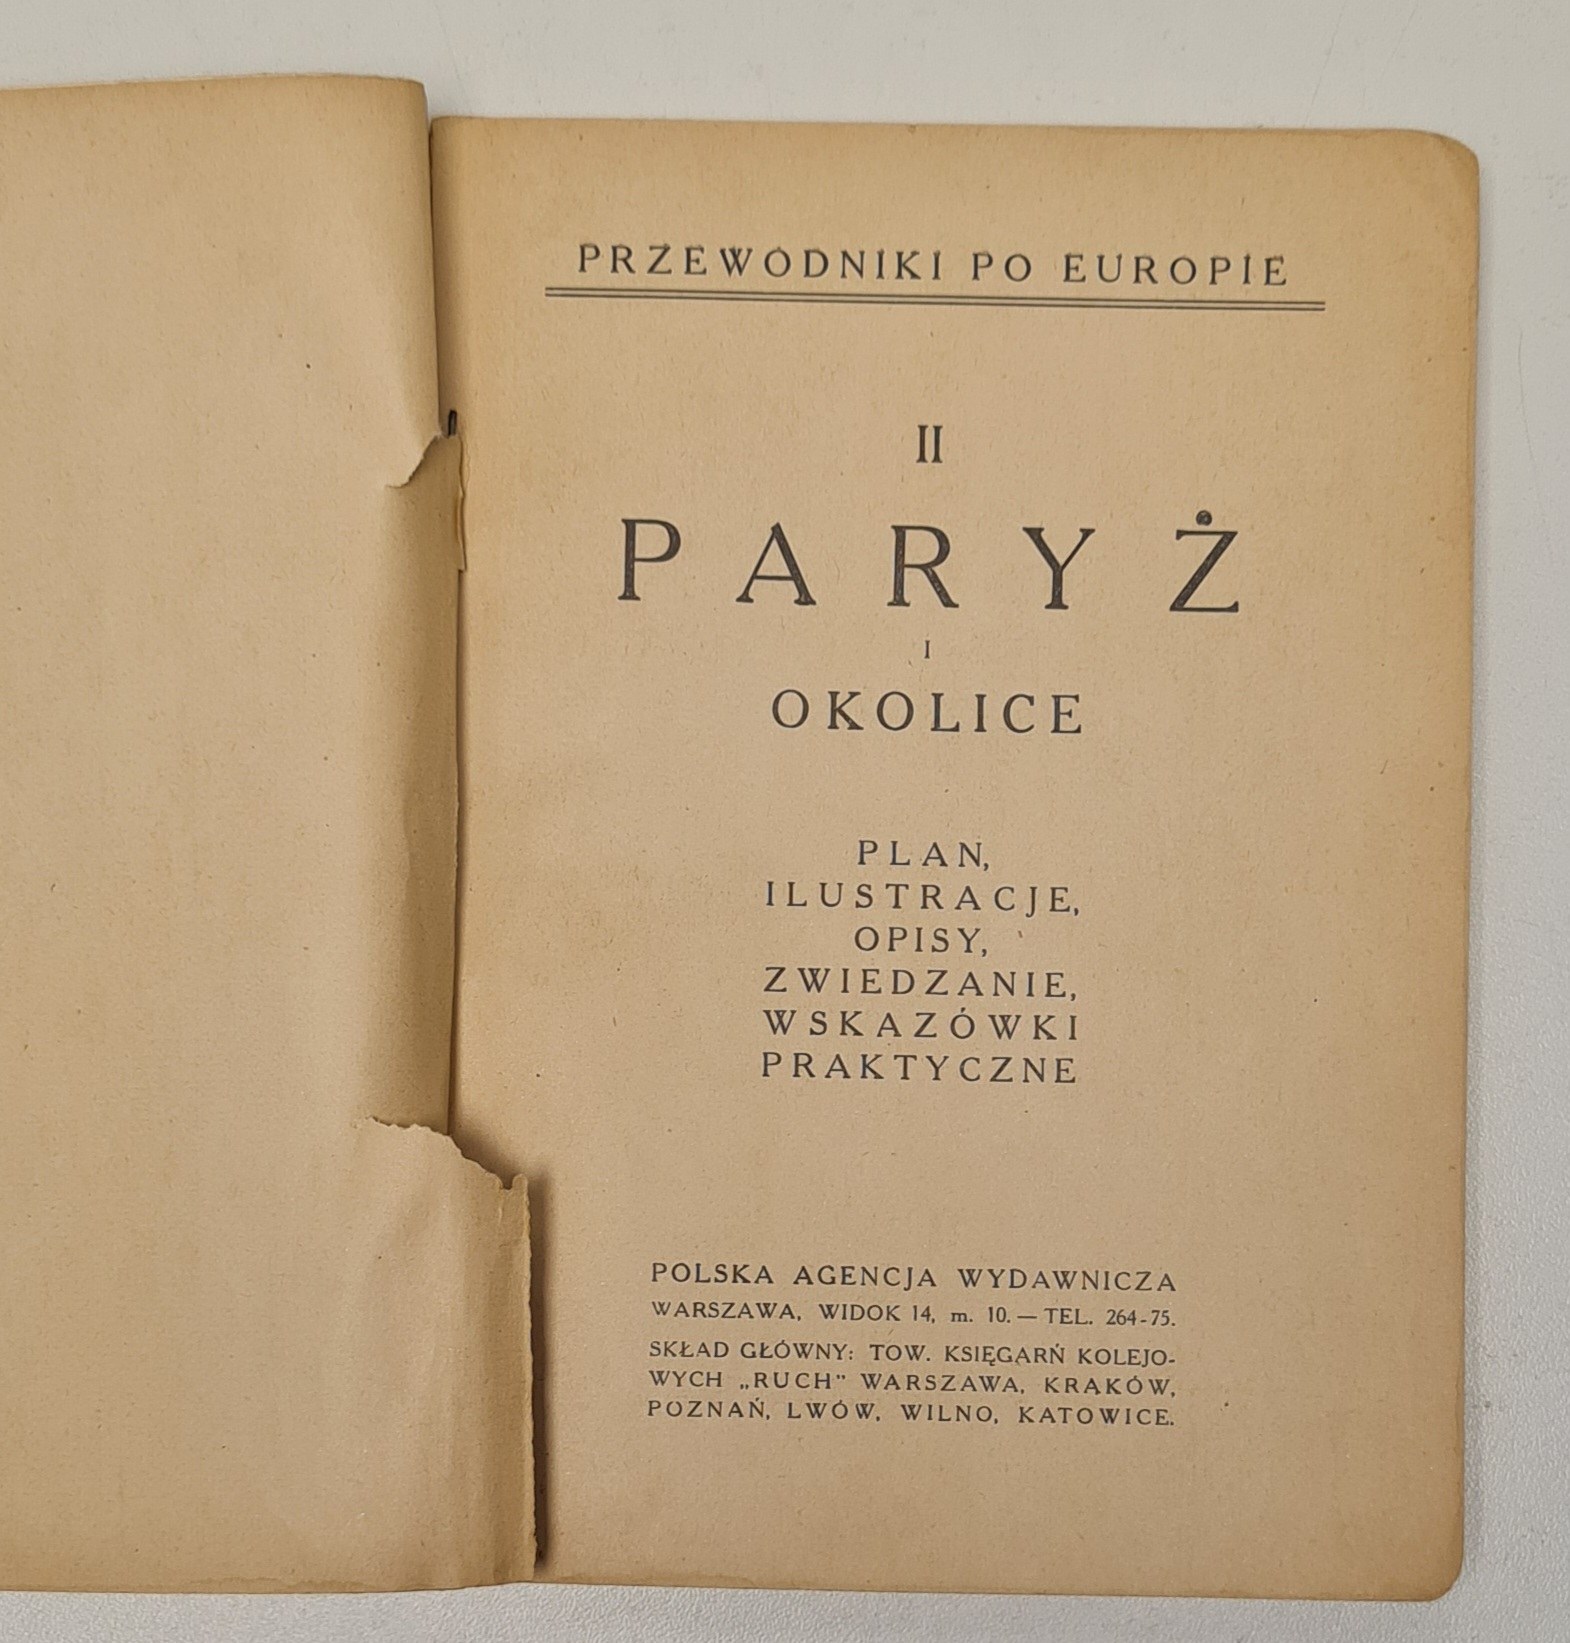 PRZEWODNIKI PO EUROPIE
II
PARYŻ
I
OKOLICE
PLAN,
ILUSTRACJE,
OPISY,
ZWIEDZANIE,
WSKAZÓWKI
PRAKTYCZNE
POLSKA AGENCJA WYDAWNICZA
WARSZAWA, WIDOK 14, m. 10. — TEL. 264-75.
SKŁAD GŁÓWNY: TOW. KSIĘGARŃ KOLEJO-
WYCH „RUCH" WARSZAWA, KRAKÓW,
POZNAŃ, LWÓW, WILNO, KATOWICE.